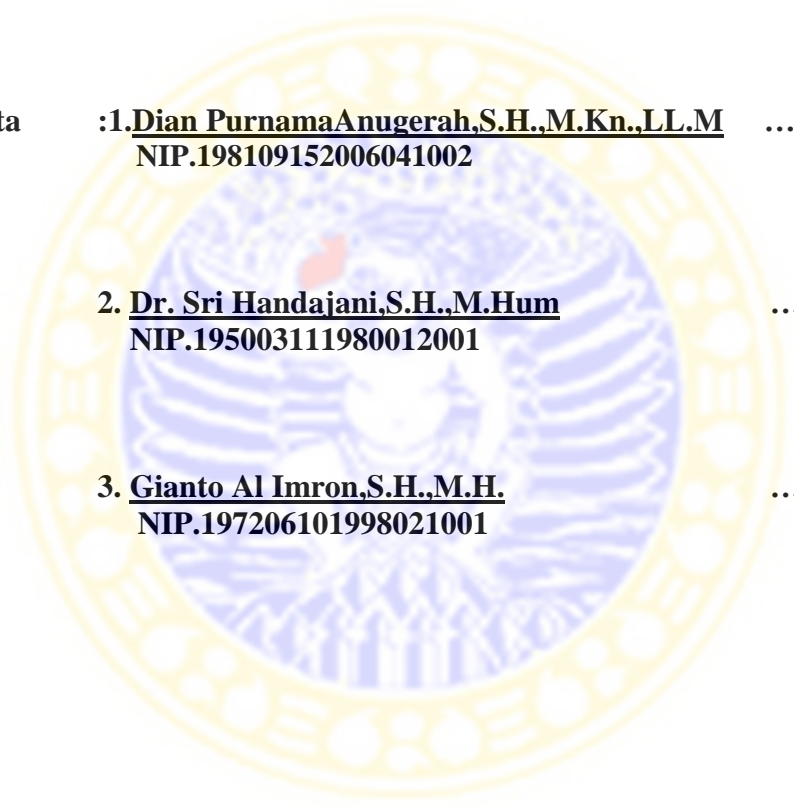 ta :1.Dian PurnamaAnugerah,S.H.,M.Kn.,LL.M …
NIP.198109152006041002
2. Dr. Sri Handajani,S.H.,M.Hum …
NIP.195003111980012001
3. Gianto Al Imron,S.H.,M.H. …
NIP.197206101998021001